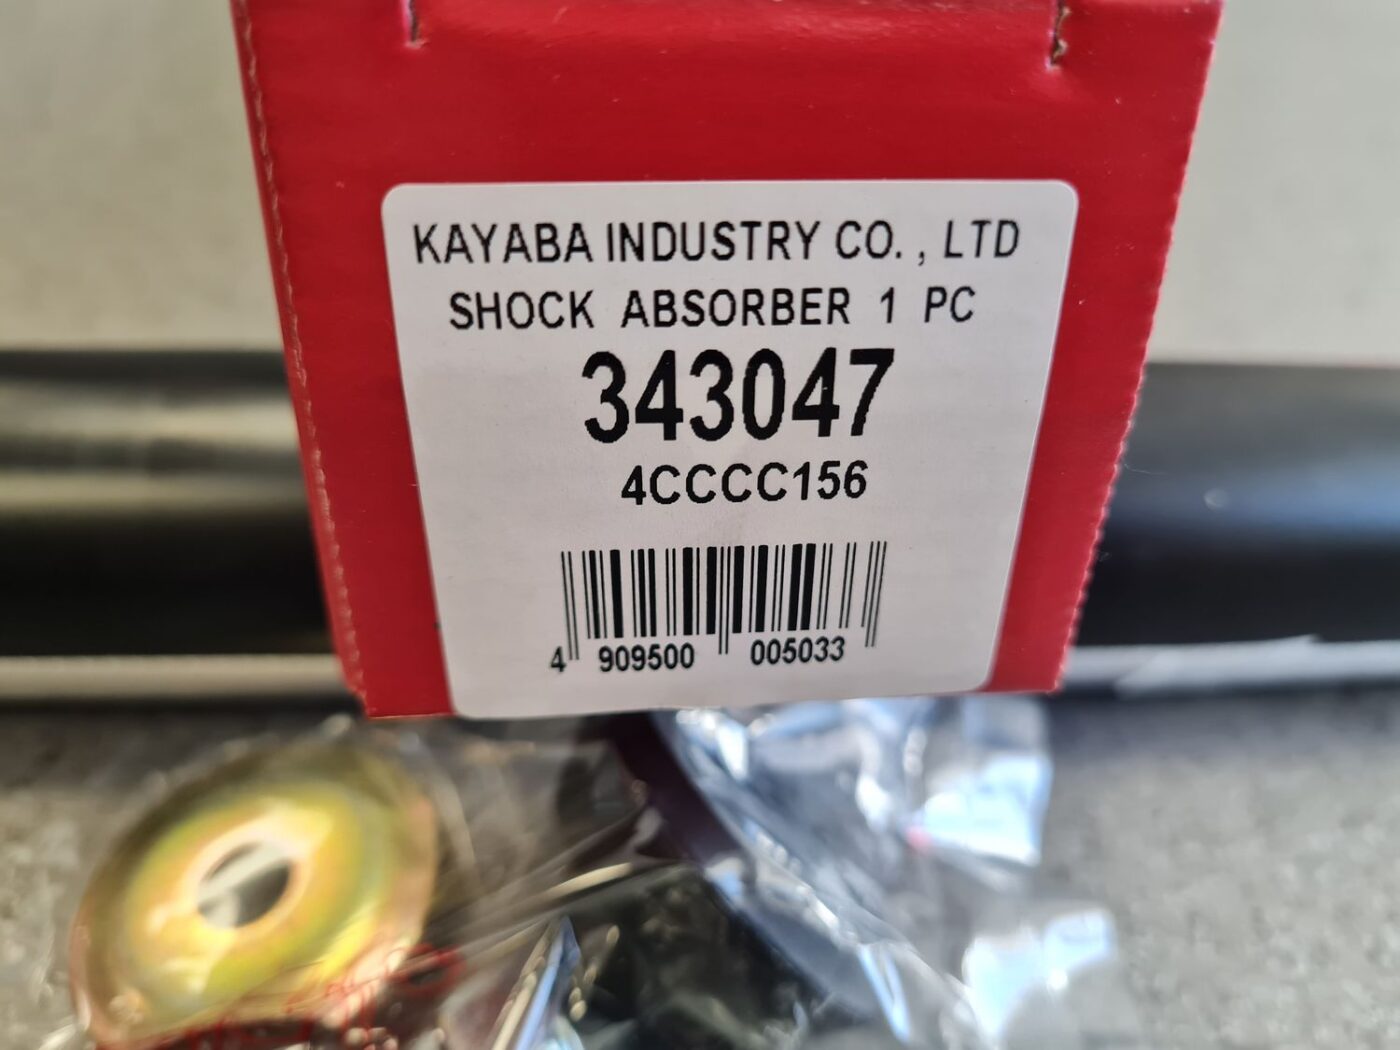 KAYABA INDUSTRY CO. , LTD
SHOCK ABSORBER 1 PC
343047
4CCCC156
4 909500 005033